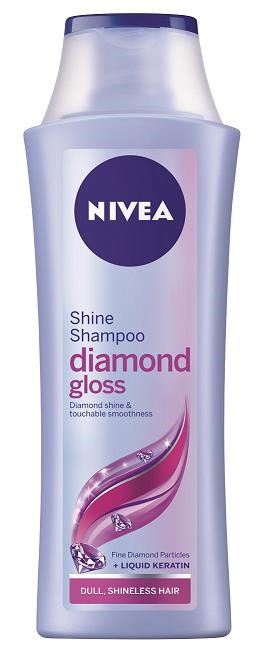 NIVEA
Shine
Shampoo
diamond
gloss
Diamond shine &
touchable smoothness
Fine Diamond Particles
+ LIQUID KERATIN
DULL, SHINELESS HAIR